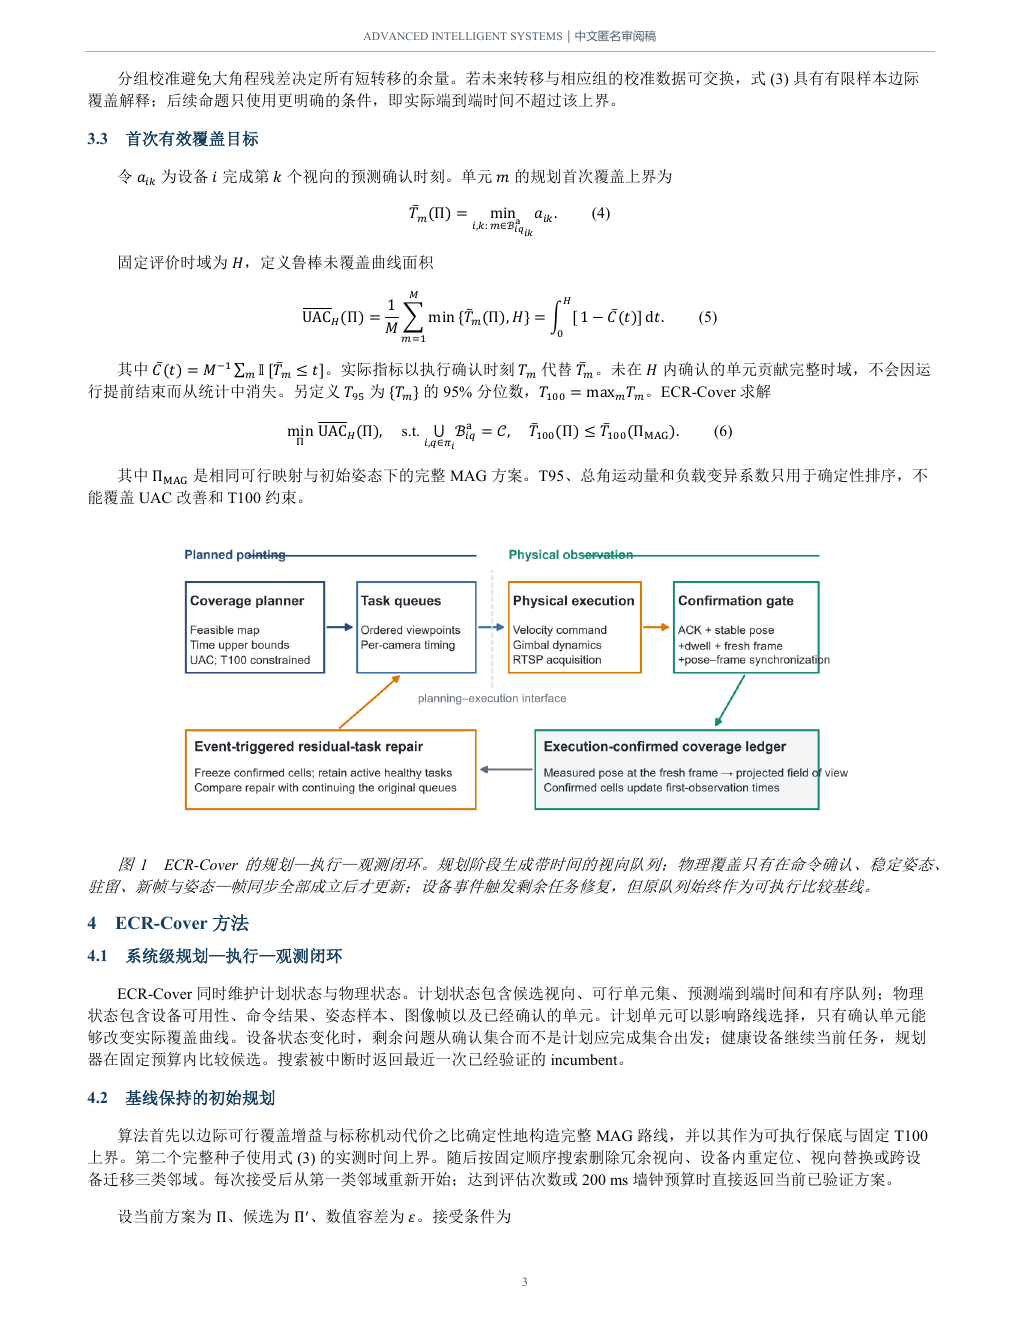 ADVANCED INTELLIGENT SYSTEMS | 中文匿名审阅稿
分组校准避免大角程残差决定所有短转移的余量。若未来转移与相应组的校准数据可交换，式 (3) 具有有限样本边际
覆盖解释；后续命题只使用更明确的条件，即实际端到端时间不超过该上界。
3.3 首次有效覆盖目标
令 a_{ik} 为设备 i 完成第 k 个视向的预测确认时刻。单元 m 的规划首次覆盖上界为
T̄_m(Π) = min_{i,k: m∈ℬ^a_{iq_{ik}}} a_{ik}. (4)
固定评价时域为 H，定义鲁棒未覆盖曲线面积
\overline{UAC}_H(Π) = \frac{1}{M} ∑_{m=1}^{M} min {T̄_m(Π), H} = ∫_0^H [1 − C̄(t)] dt. (5)
其中 C̄(t) = M^{−1} ∑_m 𝕀 [T̄_m ≤ t]。实际指标以执行确认时刻 T_m 代替 T̄_m。未在 H 内确认的单元贡献完整时域，不会因运
行提前结束而从统计中消失。另定义 T_{95} 为 {T_m} 的 95% 分位数，T_{100} = max_m T_m。ECR-Cover 求解
min_Π \overline{UAC}_H(Π), s.t. ⋃_{i,q∈π_i} ℬ^a_{iq} = 𝒞, T̄_{100}(Π) ≤ T̄_{100}(Π_{MAG}). (6)
其中 Π_{MAG} 是相同可行映射与初始姿态下的完整 MAG 方案。T95、总角运动量和负载变异系数只用于确定性排序，不
能覆盖 UAC 改善和 T100 约束。
Planned pointing
Physical observation
Coverage planner
Feasible map
Time upper bounds
UAC; T100 constrained
Task queues
Ordered viewpoints
Per-camera timing
Physical execution
Velocity command
Gimbal dynamics
RTSP acquisition
Confirmation gate
ACK + stable pose
+dwell + fresh frame
+pose–frame synchronization
planning–execution interface
Event-triggered residual-task repair
Freeze confirmed cells; retain active healthy tasks
Compare repair with continuing the original queues
Execution-confirmed coverage ledger
Measured pose at the fresh frame → projected field of view
Confirmed cells update first-observation times
图 1 ECR-Cover 的规划—执行—观测闭环。规划阶段生成带时间的视向队列；物理覆盖只有在命令确认、稳定姿态、
驻留、新帧与姿态—帧同步全部成立后才更新；设备事件触发剩余任务修复，但原队列始终作为可执行比较基线。
4 ECR-Cover 方法
4.1 系统级规划—执行—观测闭环
ECR-Cover 同时维护计划状态与物理状态。计划状态包含候选视向、可行单元集、预测端到端时间和有序队列；物理
状态包含设备可用性、命令结果、姿态样本、图像帧以及已经确认的单元。计划单元可以影响路线选择，只有确认单元能
够改变实际覆盖曲线。设备状态变化时，剩余问题从确认集合而不是计划应完成集合出发；健康设备继续当前任务，规划
器在固定预算内比较候选。搜索被中断时返回最近一次已经验证的 incumbent。
4.2 基线保持的初始规划
算法首先以边际可行覆盖增益与标称机动代价之比确定性地构造完整 MAG 路线，并以其作为可执行保底与固定 T100
上界。第二个完整种子使用式 (3) 的实测时间上界。随后按固定顺序搜索删除冗余视向、设备内重定位、视向替换或跨设
备迁移三类邻域。每次接受后从第一类邻域重新开始；达到评估次数或 200 ms 墙钟预算时直接返回当前已验证方案。
设当前方案为 Π、候选为 Π′、数值容差为 ε。接受条件为
3